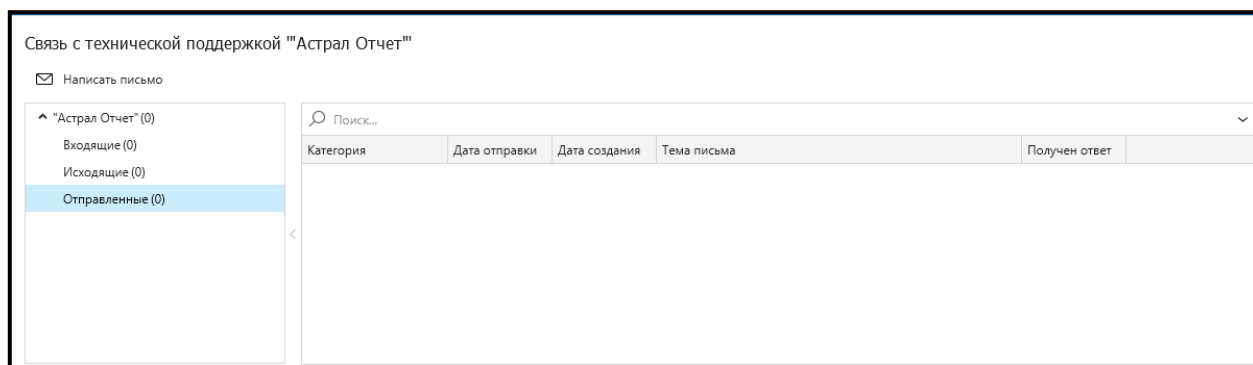 Связь с технической поддержкой '"Астрал Отчет"'
Написать письмо
"Астрал Отчет" (0)
Входящие (0)
Исходящие (0)
Отправленные (0)
Поиск...
Категория Дата отправки Дата создания Тема письма Получен ответ